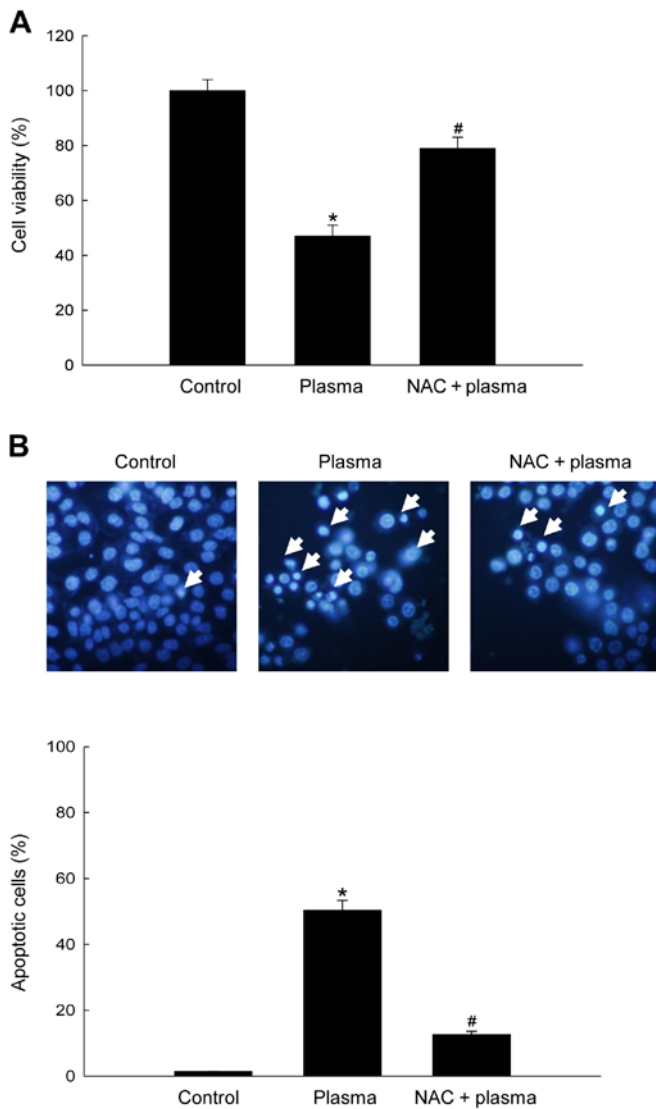 A
120
100
80
60
40
20
0
Cell viability (%)
*
#
Control Plasma NAC + plasma
B
Control Plasma NAC + plasma
100
80
60
40
20
0
Apoptotic cells (%)
*
#
Control Plasma NAC + plasma